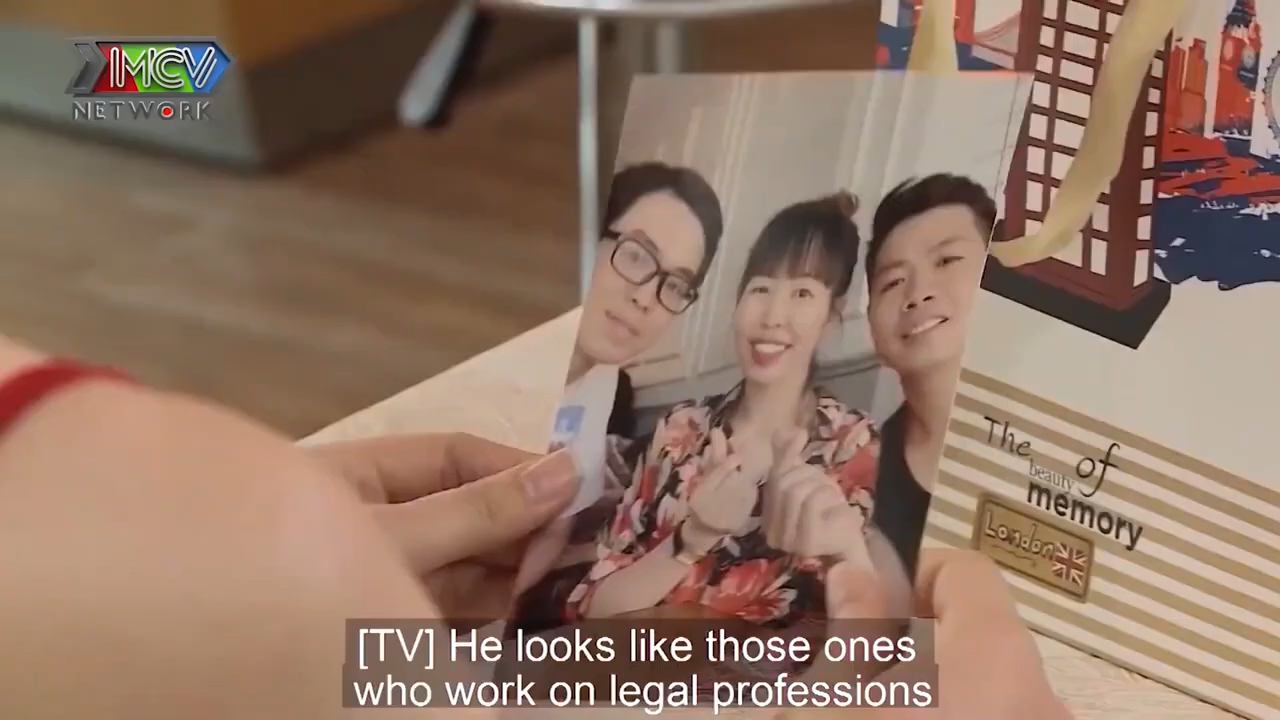 MCV
NETWORK
The beauty of
memory
London
[TV] He looks like those ones
who work on legal professions